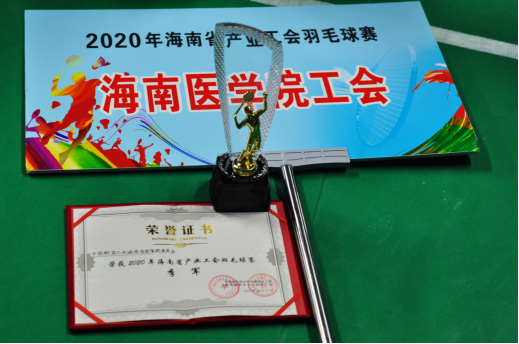 2020年海南省产业工会羽毛球赛
海南医学院工会
荣誉证书
荣获2020年海南省产业工会羽毛球赛
季军